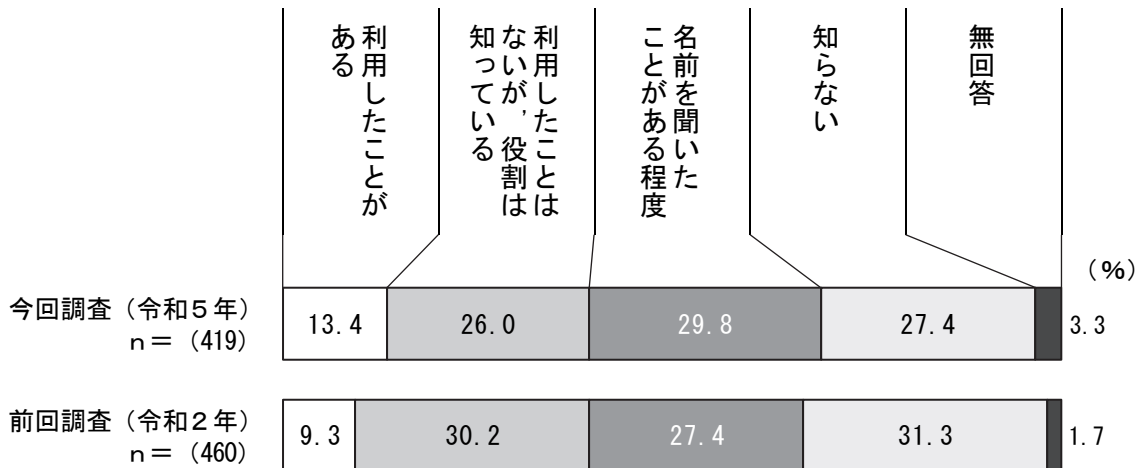 利用したことが
ある
利用したことは
ないが，役割は
知っている
名前を聞いた
ことがある程度
知らない
無回答
（％）
今回調査（令和５年）
ｎ＝（419）
13.4
26.0
29.8
27.4
3.3
前回調査（令和２年）
ｎ＝（460）
9.3
30.2
27.4
31.3
1.7